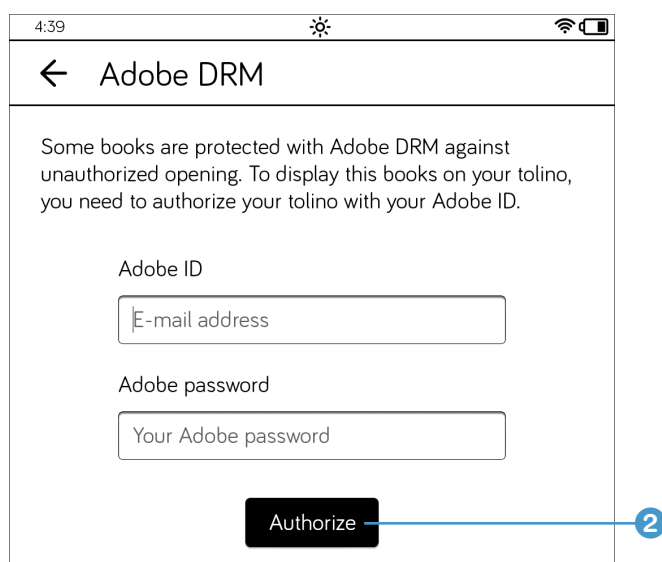 4:39
Adobe DRM
Some books are protected with Adobe DRM against
unauthorized opening. To display this books on your tolino,
you need to authorize your tolino with your Adobe ID.
Adobe ID
E-mail address
Adobe password
Your Adobe password
Authorize
2